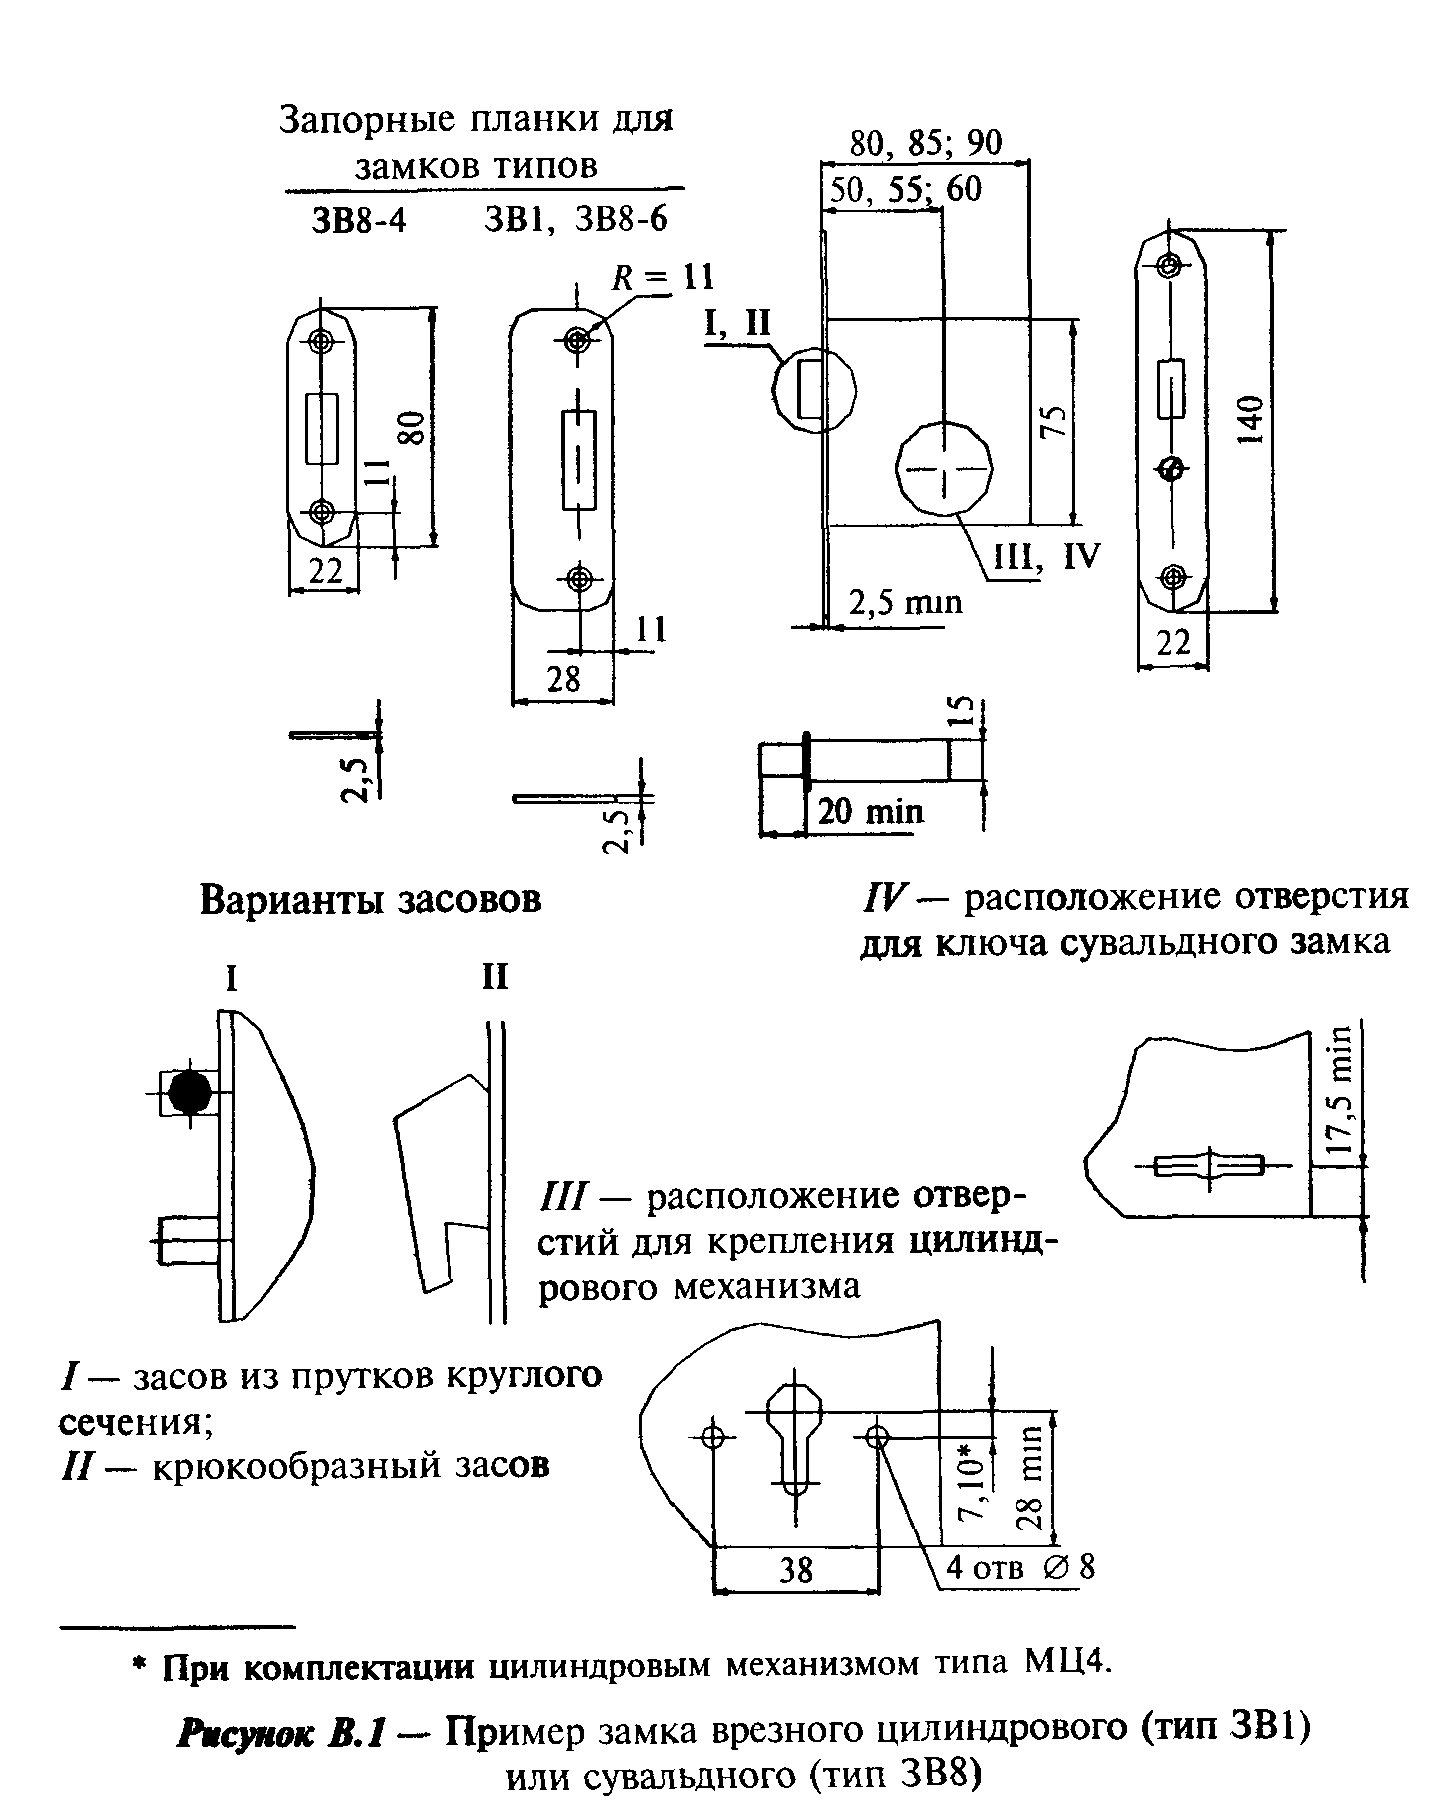 Запорные планки для
замков типов
ЗВ8-4
ЗВ1, ЗВ8-6
R = 11
80
11
22
11
28
2,5
2,5
80, 85; 90
50, 55; 60
I, II
75
III, IV
2,5 min
140
22
15
20 min
Варианты засовов
I
II
IV — расположение отверстия
для ключа сувальдного замка
17,5 min
III — расположение отвер-
стий для крепления цилинд-
рового механизма
I — засов из прутков круглого
сечения;
II — крюкообразный засов
7,10*
28 min
38
4 отв ∅ 8
* При комплектации цилиндровым механизмом типа МЦ4.
Рисунок В.1 — Пример замка врезного цилиндрового (тип ЗВ1)
или сувальдного (тип ЗВ8)